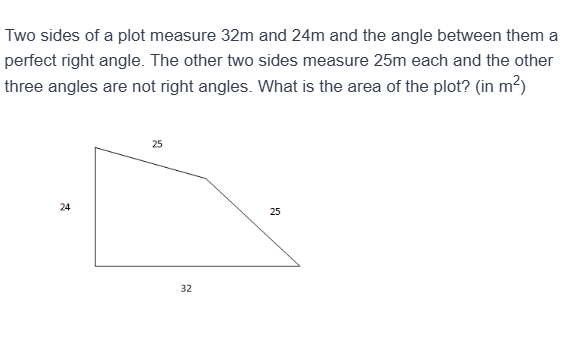 Two sides of a plot measure 32m and 24m and the angle between them a
perfect right angle. The other two sides measure 25m each and the other
three angles are not right angles. What is the area of the plot? (in m²)
25
24
25
32